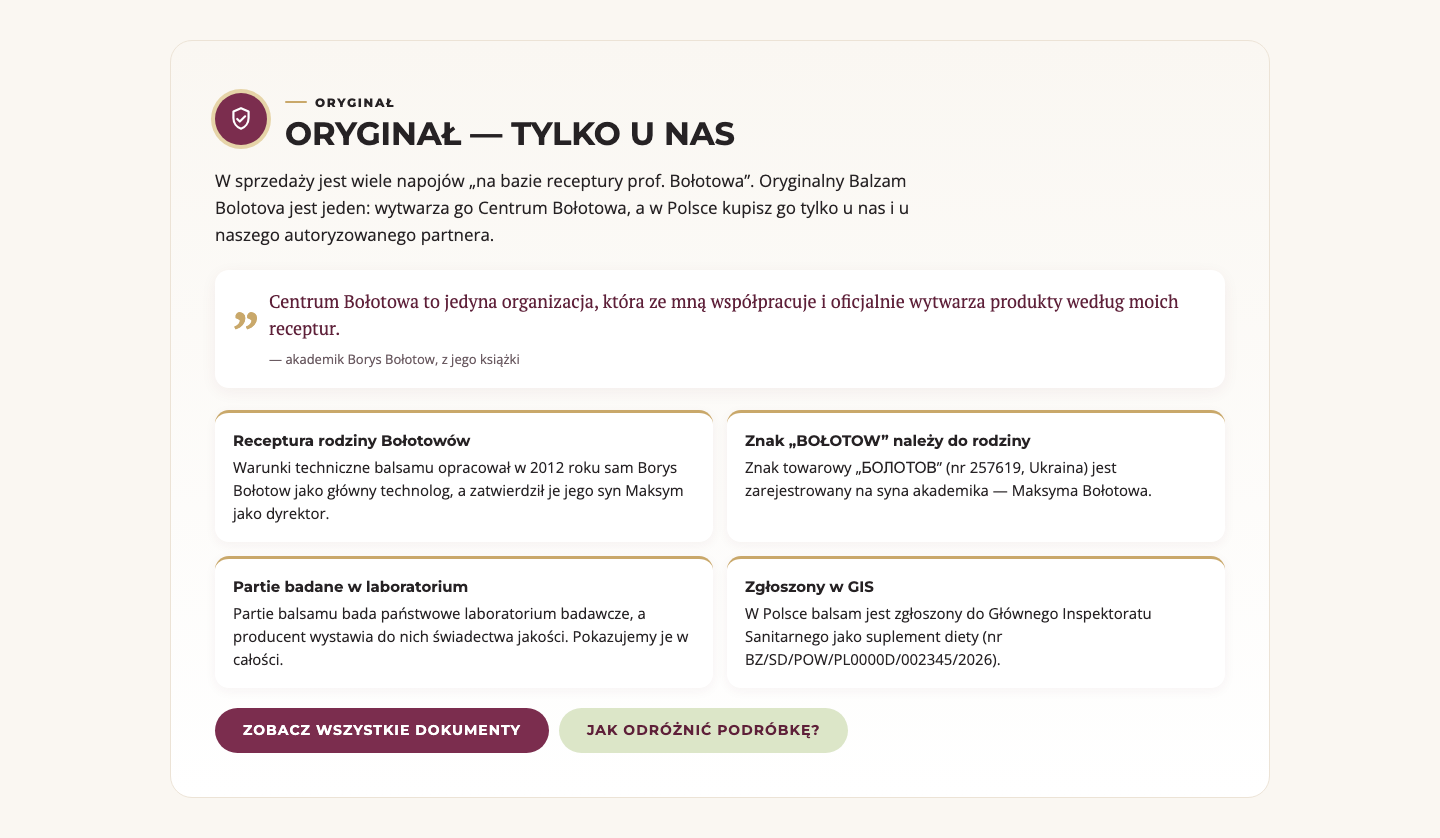 ORYGINAŁ
ORYGINAŁ — TYLKO U NAS
W sprzedaży jest wiele napojów „na bazie receptury prof. Bołotowa”. Oryginalny Balzam
Bolotova jest jeden: wytwarza go Centrum Bołotowa, a w Polsce kupisz go tylko u nas i u
naszego autoryzowanego partnera.
”
Centrum Bołotowa to jedyna organizacja, która ze mną współpracuje i oficjalnie wytwarza produkty według moich
receptur.
— akademik Borys Bołotow, z jego książki
Receptura rodziny Bołotowów
Warunki techniczne balsamu opracował w 2012 roku sam Borys
Bołotow jako główny technolog, a zatwierdził je jego syn Maksym
jako dyrektor.
Znak „BOŁOTOW” należy do rodziny
Znak towarowy „БОЛОТОВ” (nr 257619, Ukraina) jest
zarejestrowany na syna akademika — Maksyma Bołotowa.
Partie badane w laboratorium
Partie balsamu bada państwowe laboratorium badawcze, a
producent wystawia do nich świadectwa jakości. Pokazujemy je w
całości.
Zgłoszony w GIS
W Polsce balsam jest zgłoszony do Głównego Inspektoratu
Sanitarnego jako suplement diety (nr
BZ/SD/POW/PL0000D/002345/2026).
ZOBACZ WSZYSTKIE DOKUMENTY
JAK ODRÓŻNIĆ PODRÓBKĘ?